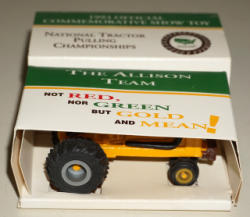 1993 OFFICIAL
COMMEMORATIVE SHOW TOY
NATIONAL TRACTOR
PULLING
CHAMPIONSHIPS
THE ALLISON
TEAM
NOT RED,
NOR GREEN
BUT GOLD
AND MEAN!